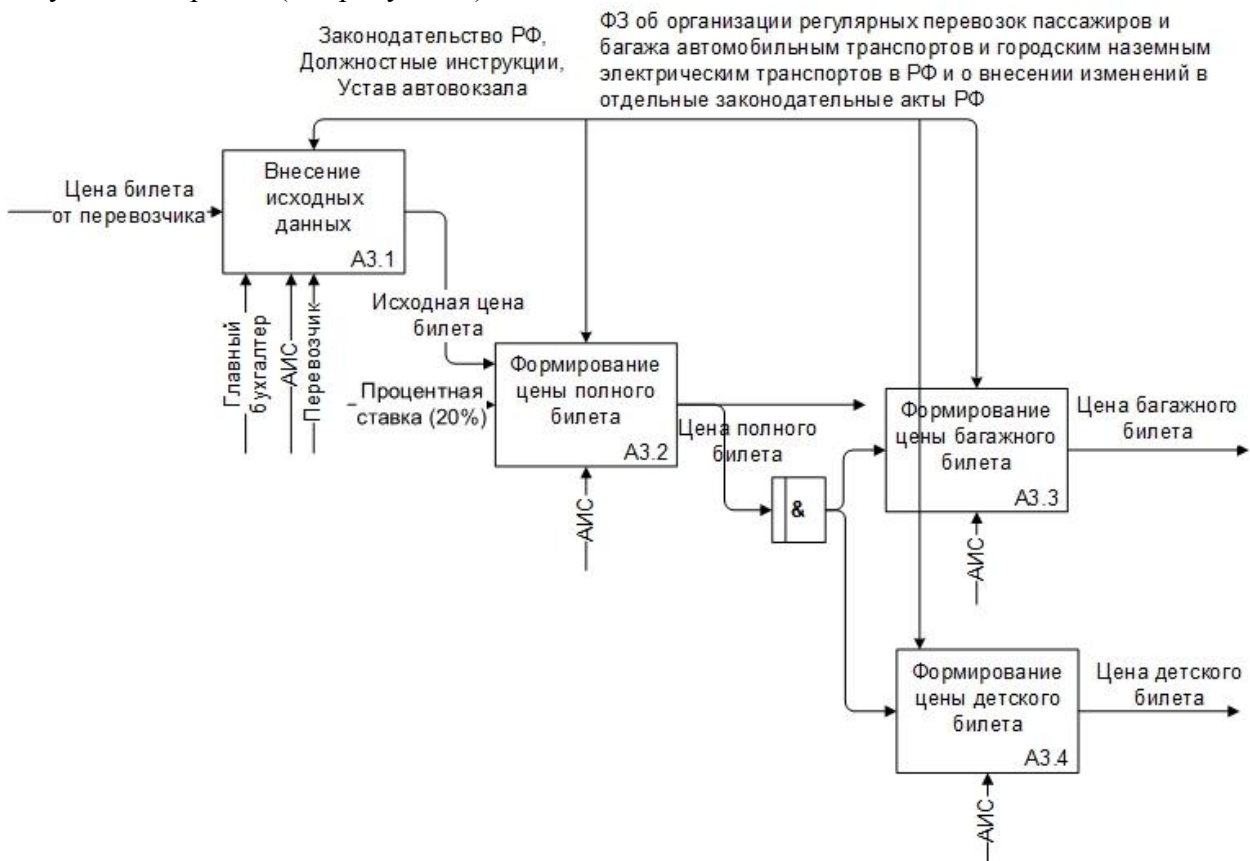 Законодательство РФ,
Должностные инструкции,
Устав автовокзала
ФЗ об организации регулярных перевозок пассажиров и
багажа автомобильным транспортов и городским наземным
электрическим транспортов в РФ и о внесении изменений в
отдельные законодательные акты РФ
Цена билета
от перевозчика
Внесение
исходных
данных
А3.1
Главный
бухгалтер
АИС
Перевозчик
Исходная цена
билета
Процентная
ставка (20%)
Формирование
цены полного
билета
А3.2
АИС
Цена полного
билета
&
Формирование
цены багажного
билета
А3.3
АИС
Цена багажного
билета
Формирование
цены детского
билета
А3.4
АИС
Цена детского
билета